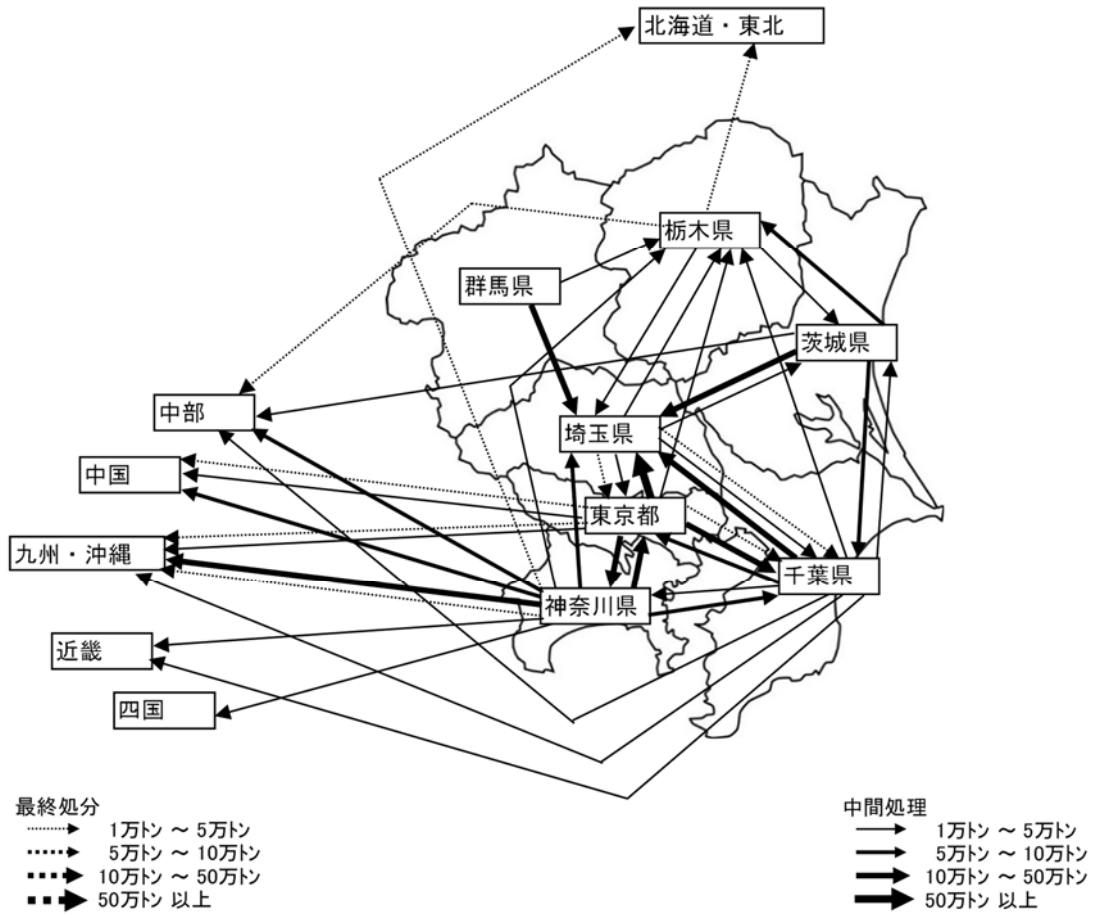 北海道・東北
栃木県
群馬県
茨城県
中部
埼玉県
中国
東京都
九州・沖縄
千葉県
神奈川県
近畿
四国
最終処分
1万トン ～ 5万トン
5万トン ～ 10万トン
10万トン ～ 50万トン
50万トン 以上
中間処理
1万トン ～ 5万トン
5万トン ～ 10万トン
10万トン ～ 50万トン
50万トン 以上